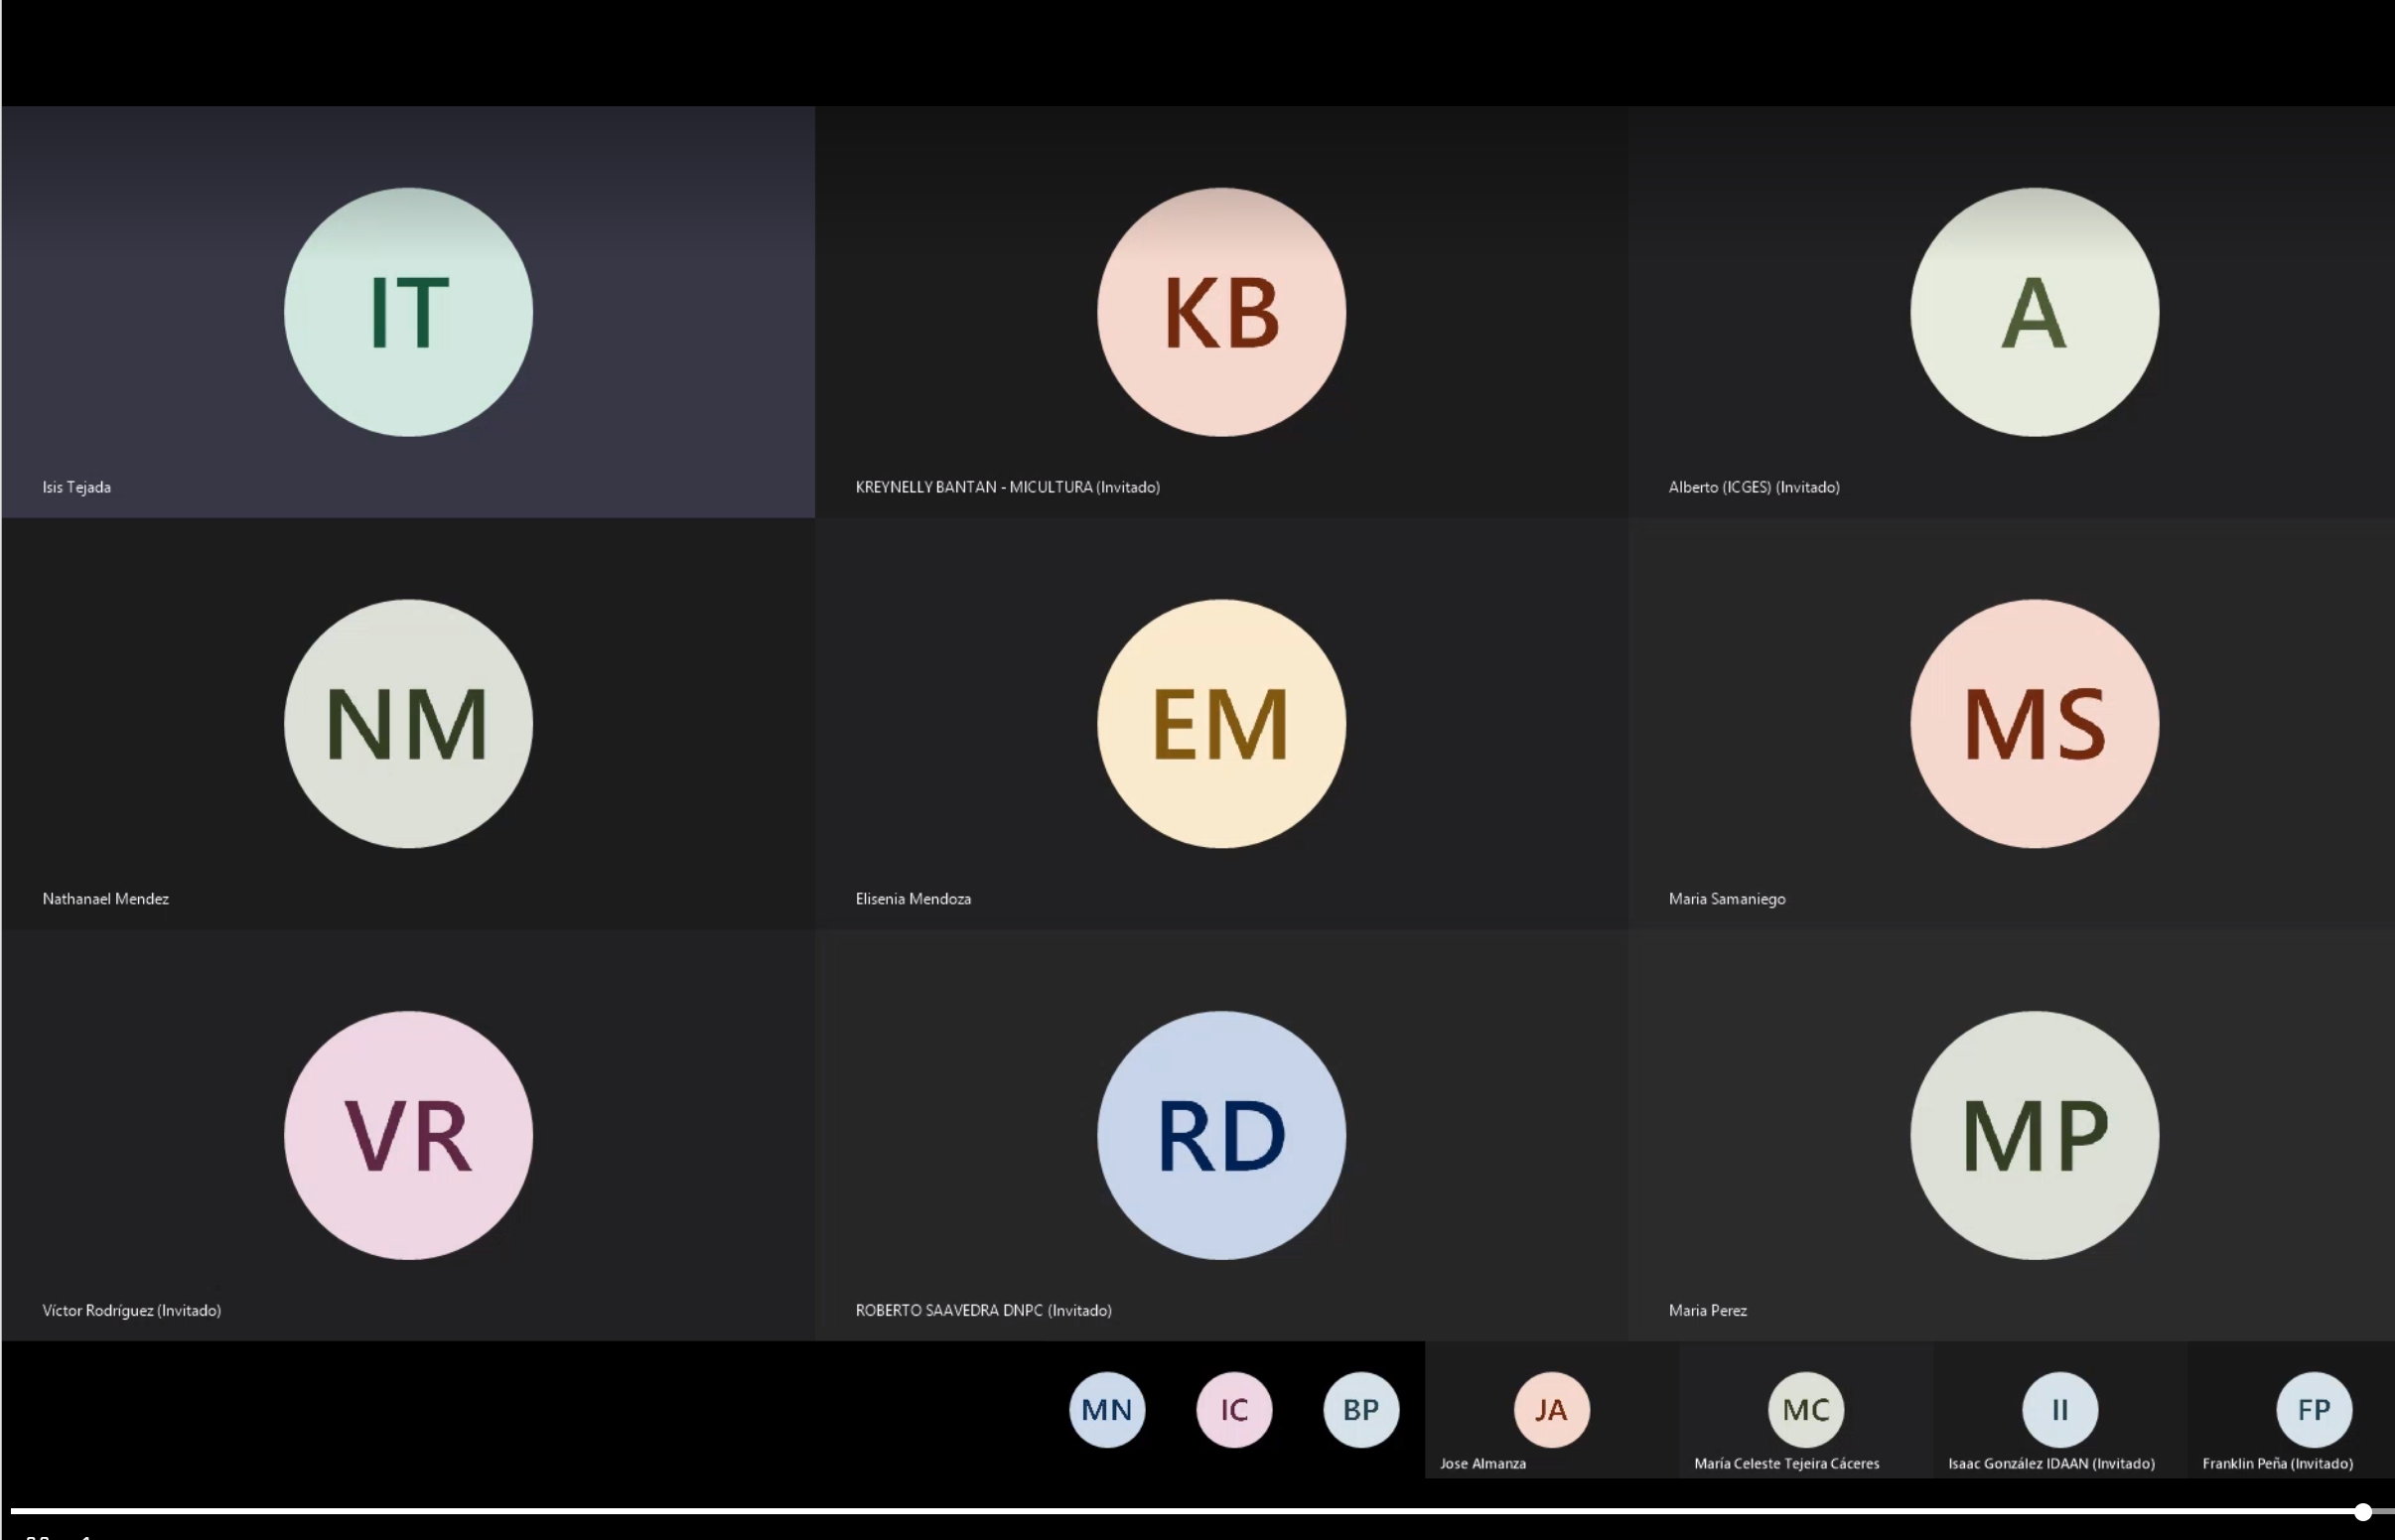 IT
KB
A
Isis Tejada
KREYNELLY BANTAN - MICULTURA (Invitado)
Alberto (ICGES) (Invitado)
NM
EM
MS
Nathanael Mendez
Elisenia Mendoza
Maria Samaniego
VR
RD
MP
Víctor Rodríguez (Invitado)
ROBERTO SAAVEDRA DNPC (Invitado)
Maria Perez
MN
IC
BP
JA
MC
II
FP
Jose Almanza
María Celeste Tejeira Cáceres
Isaac González IDAAN (Invitado)
Franklin Peña (Invitado)